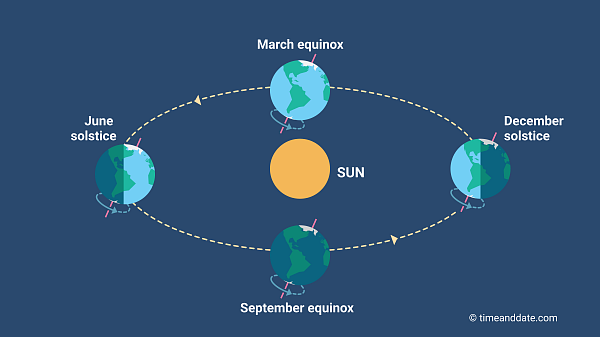 March equinox
June
solstice
December
solstice
SUN
September equinox
© timeanddate.com